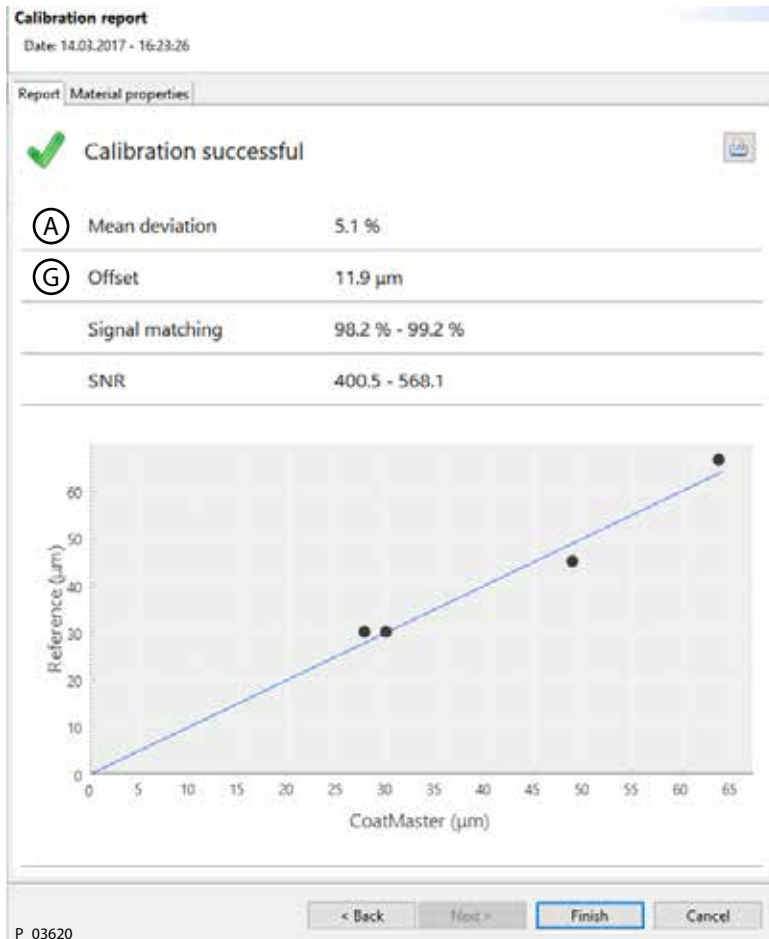 Calibration report
Date: 14.03.2017 - 16:23:26
Report Material properties
Calibration successful
A Mean deviation 5.1 %
G Offset 11.9 µm
Signal matching 98.2 % - 99.2 %
SNR 400.5 - 568.1
60
50
40
30
20
10
0
Reference (µm)
0 5 10 15 20 25 30 35 40 45 50 55 60 65
CoatMaster (µm)
< Back Next > Finish Cancel
P_03620